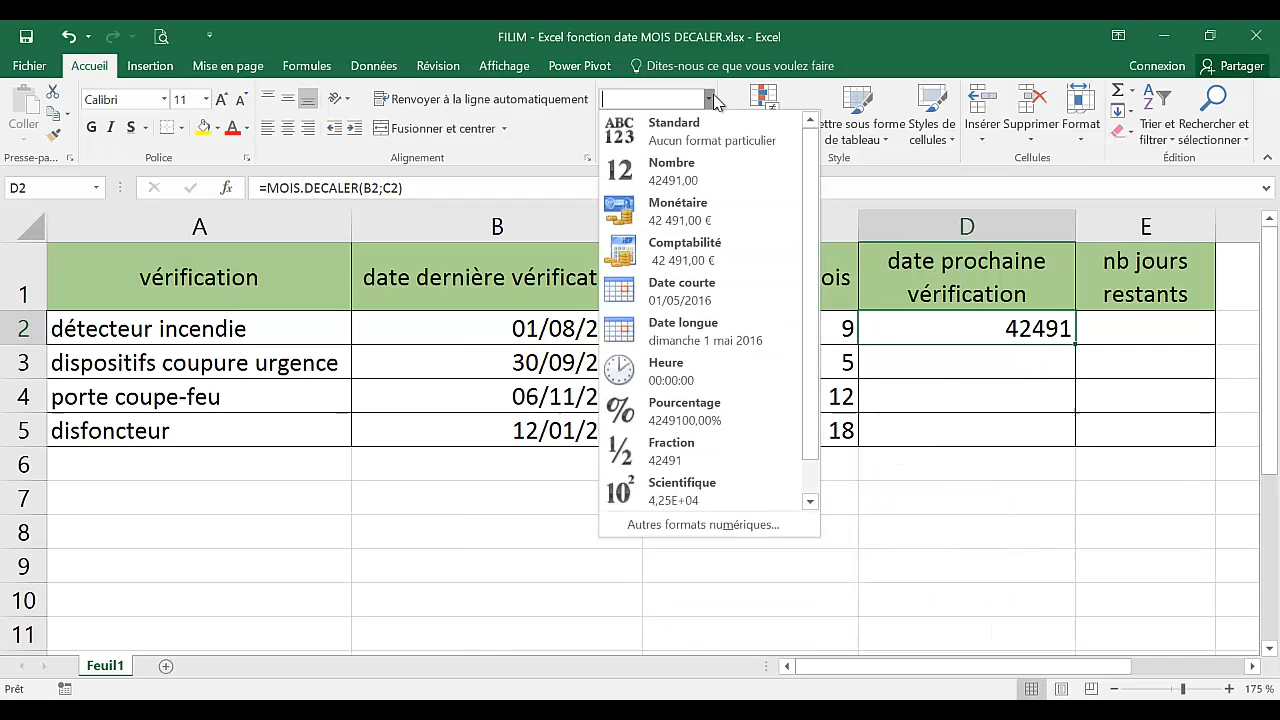 FILIM - Excel fonction date MOIS DECALER.xlsx - Excel
Fichier Accueil Insertion Mise en page Formules Données Révision Affichage Power Pivot Dites-nous ce que vous voulez faire Connexion Partager
Coller
Calibri 11
G I S
Renvoyer à la ligne automatiquement
Fusionner et centrer
Presse-pa... Police Alignement
ettre sous forme
de tableau
Styles de
cellules
Insérer Supprimer Format
Trier et
filtrer
Rechercher et
sélectionner
Style Cellules Édition
D2
=MOIS.DECALER(B2;C2)
ABC
123
Standard
Aucun format particulier
12
Nombre
42491,00
Monétaire
42 491,00 €
Comptabilité
42 491,00 €
Date courte
01/05/2016
Date longue
dimanche 1 mai 2016
Heure
00:00:00
%
Pourcentage
4249100,00%
1/2
Fraction
42491
10²
Scientifique
4,25E+04
Autres formats numériques...
A B D E
1 vérification date dernière vérificat ois date prochaine vérification nb jours restants
2 détecteur incendie 01/08/2 9 42491
3 dispositifs coupure urgence 30/09/2 5
4 porte coupe-feu 06/11/2 12
5 disfoncteur 12/01/2 18
6
7
8
9
10
11
Feuil1
Prêt
175 %